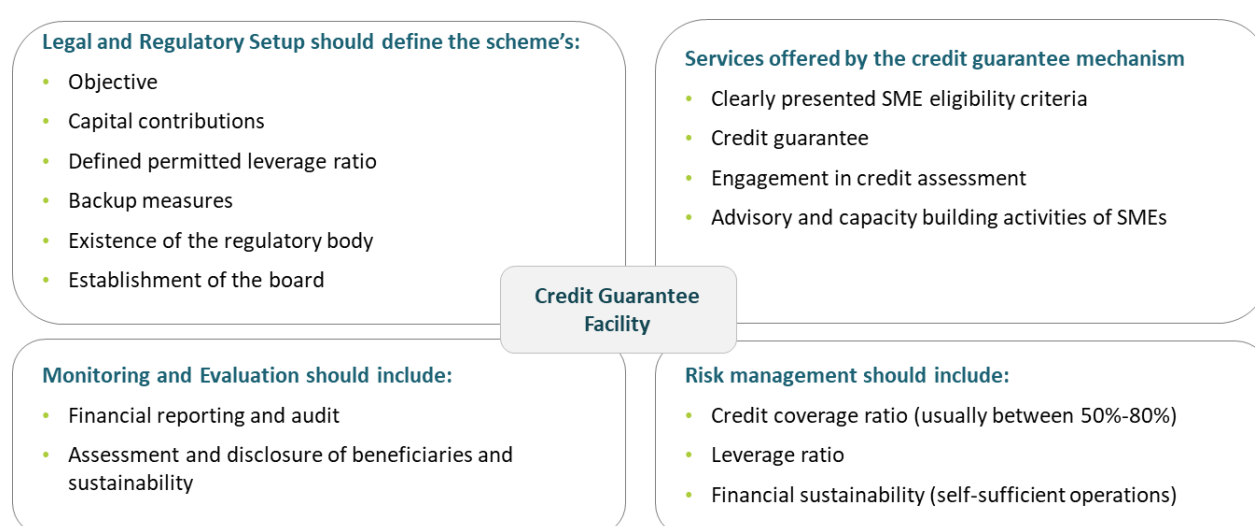 Legal and Regulatory Setup should define the scheme's:
• Objective
• Capital contributions
• Defined permitted leverage ratio
• Backup measures
• Existence of the regulatory body
• Establishment of the board
Services offered by the credit guarantee mechanism
• Clearly presented SME eligibility criteria
• Credit guarantee
• Engagement in credit assessment
• Advisory and capacity building activities of SMEs
Credit Guarantee
Facility
Monitoring and Evaluation should include:
• Financial reporting and audit
• Assessment and disclosure of beneficiaries and
sustainability
Risk management should include:
• Credit coverage ratio (usually between 50%-80%)
• Leverage ratio
• Financial sustainability (self-sufficient operations)